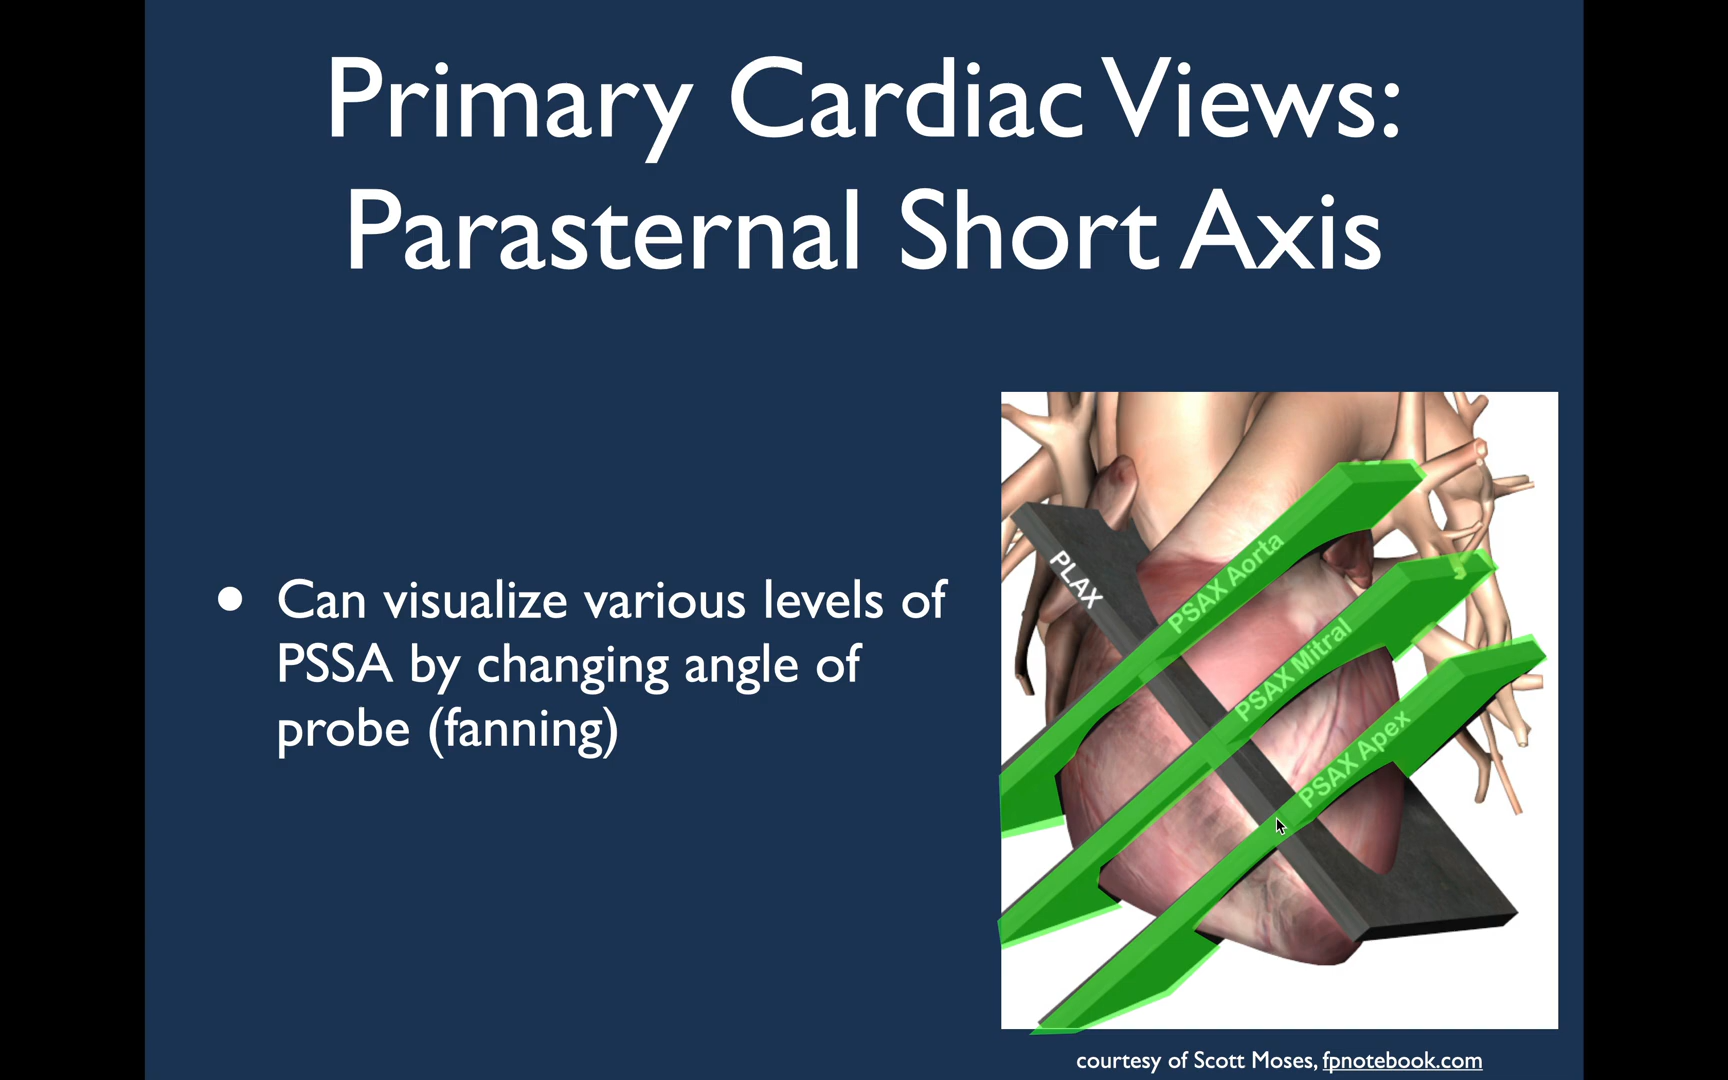 Primary Cardiac Views:
Parasternal Short Axis
• Can visualize various levels of
PSSA by changing angle of
probe (fanning)
PLAX
PSAX Aorta
PSAX Mitral
PSAX Apex
courtesy of Scott Moses, fpnotebook.com